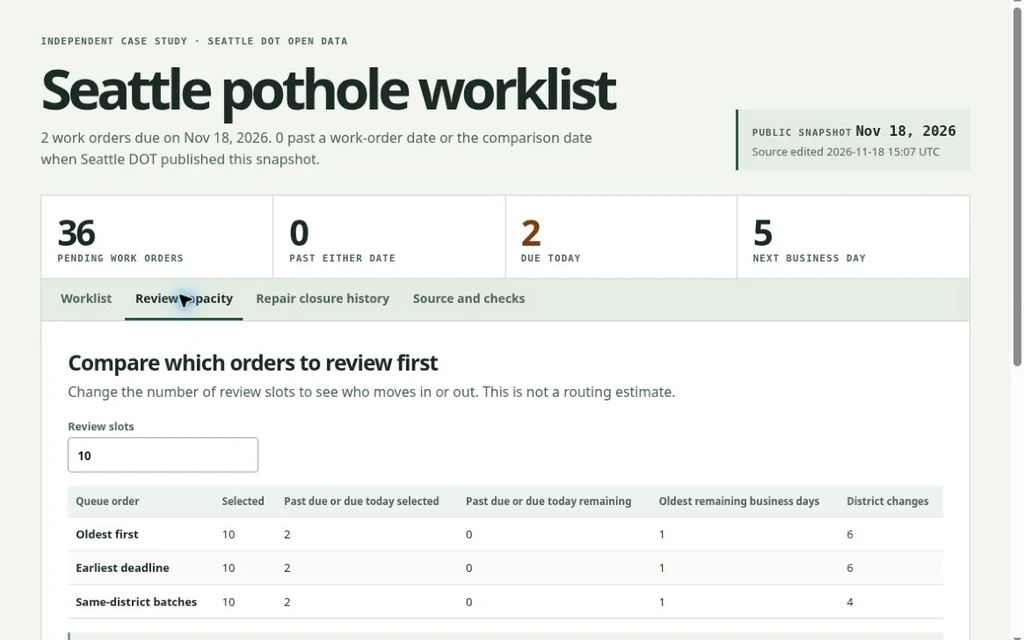 INDEPENDENT CASE STUDY · SEATTLE DOT OPEN DATA
Seattle pothole worklist
2 work orders due on Nov 18, 2026. 0 past a work-order date or the comparison date
when Seattle DOT published this snapshot.
PUBLIC SNAPSHOT Nov 18, 2026
Source edited 2026-11-18 15:07 UTC
36
PENDING WORK ORDERS
0
PAST EITHER DATE
2
DUE TODAY
5
NEXT BUSINESS DAY
Worklist Review capacity Repair closure history Source and checks
Compare which orders to review first
Change the number of review slots to see who moves in or out. This is not a routing estimate.
Review slots
10
Queue order Selected Past due or due today selected Past due or due today remaining Oldest remaining business days District changes
Oldest first 10 2 0 1 6
Earliest deadline 10 2 0 1 6
Same-district batches 10 2 0 1 4